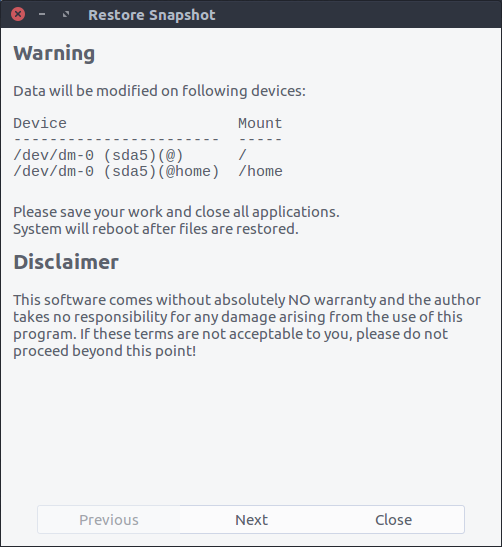 Restore Snapshot
Warning
Data will be modified on following devices:
Device                   Mount
-----------------------  -----
/dev/dm-0 (sda5)(@)      /
/dev/dm-0 (sda5)(@home)  /home
Please save your work and close all applications.
System will reboot after files are restored.
Disclaimer
This software comes without absolutely NO warranty and the author
takes no responsibility for any damage arising from the use of this
program. If these terms are not acceptable to you, please do not
proceed beyond this point!
Previous Next Close